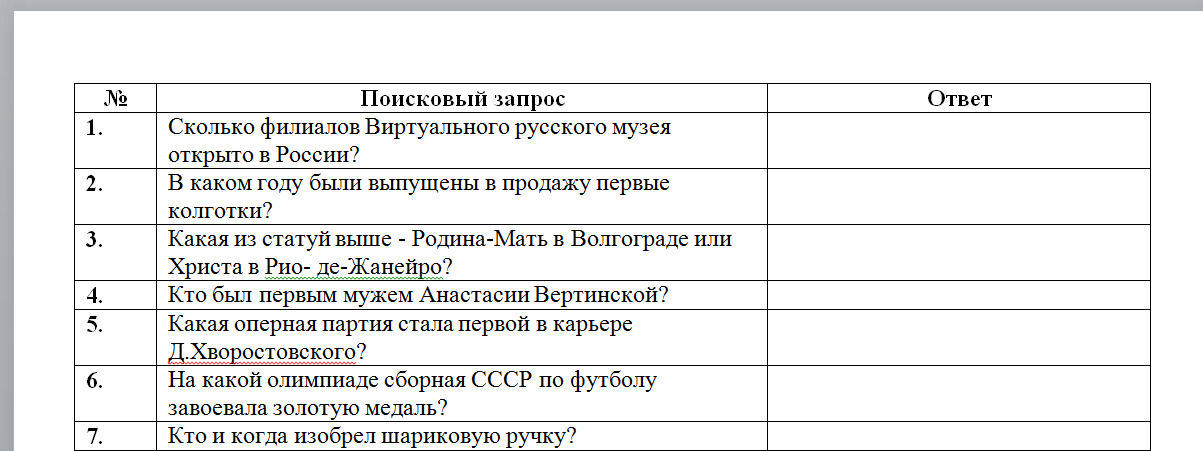 № Поисковый запрос Ответ
1. Сколько филиалов Виртуального русского музея
открыто в России?
2. В каком году были выпущены в продажу первые
колготки?
3. Какая из статуй выше - Родина-Мать в Волгограде или
Христа в Рио- де-Жанейро?
4. Кто был первым мужем Анастасии Вертинской?
5. Какая оперная партия стала первой в карьере
Д.Хворостовского?
6. На какой олимпиаде сборная СССР по футболу
завоевала золотую медаль?
7. Кто и когда изобрел шариковую ручку?